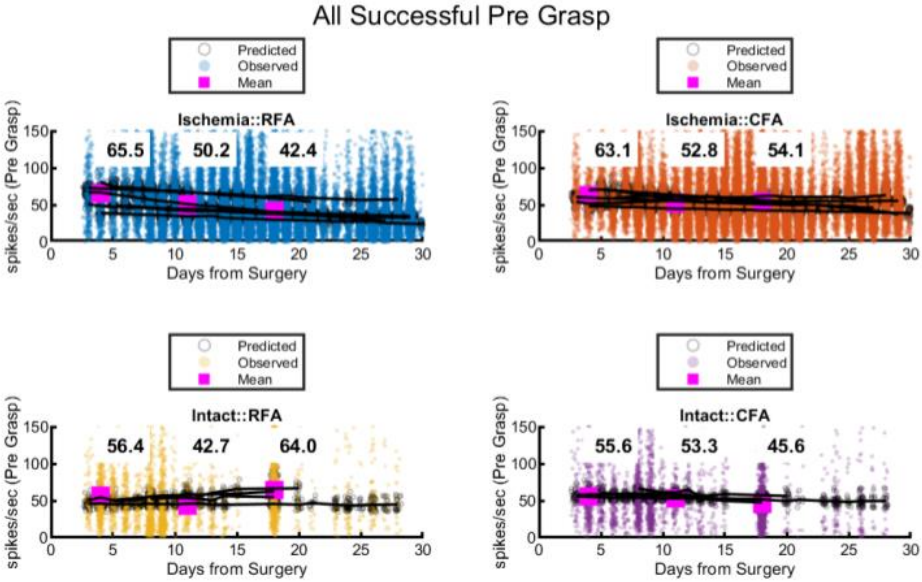 All Successful Pre Grasp
Predicted
Observed
Mean
Ischemia::RFA
65.5 50.2 42.4
spikes/sec (Pre Grasp)
150
100
50
0
0 5 10 15 20 25 30
Days from Surgery
Predicted
Observed
Mean
Ischemia::CFA
63.1 52.8 54.1
spikes/sec (Pre Grasp)
150
100
50
0
0 5 10 15 20 25 30
Days from Surgery
Predicted
Observed
Mean
Intact::RFA
56.4 42.7 64.0
spikes/sec (Pre Grasp)
150
100
50
0
0 5 10 15 20 25 30
Days from Surgery
Predicted
Observed
Mean
Intact::CFA
55.6 53.3 45.6
spikes/sec (Pre Grasp)
150
100
50
0
0 5 10 15 20 25 30
Days from Surgery